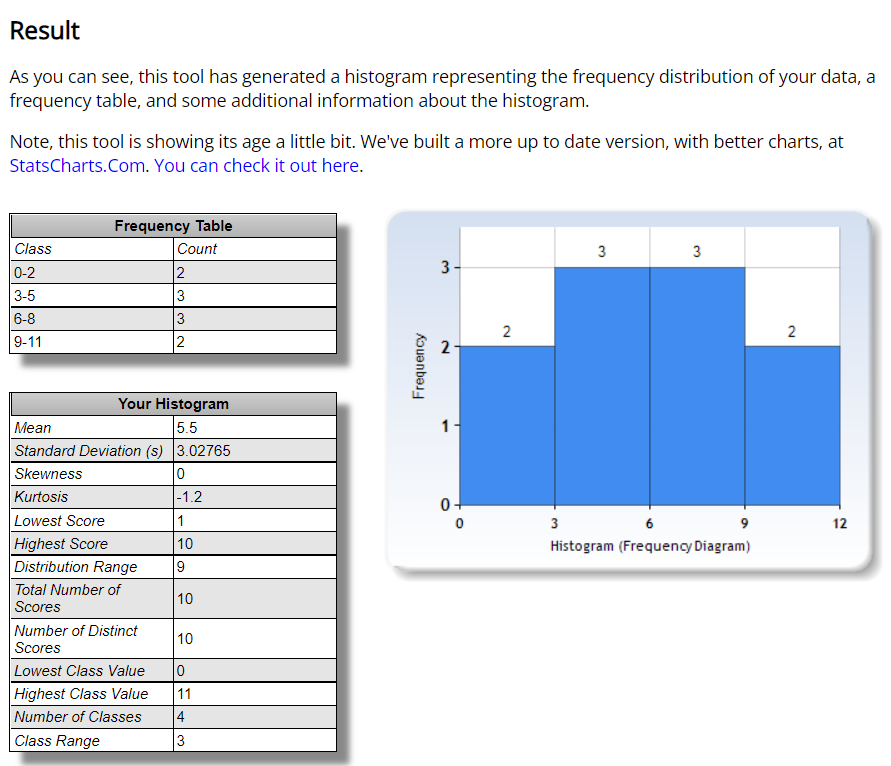 Result
As you can see, this tool has generated a histogram representing the frequency distribution of your data, a
frequency table, and some additional information about the histogram.
Note, this tool is showing its age a little bit. We've built a more up to date version, with better charts, at
StatsCharts.Com. You can check it out here.
Frequency Table
Class Count
0-2 2
3-5 3
6-8 3
9-11 2
Your Histogram
Mean 5.5
Standard Deviation (s) 3.02765
Skewness 0
Kurtosis -1.2
Lowest Score 1
Highest Score 10
Distribution Range 9
Total Number of
Scores 10
Number of Distinct
Scores 10
Lowest Class Value 0
Highest Class Value 11
Number of Classes 4
Class Range 3
3
2
1
0
Frequency
2 3 3 2
0 3 6 9 12
Histogram (Frequency Diagram)